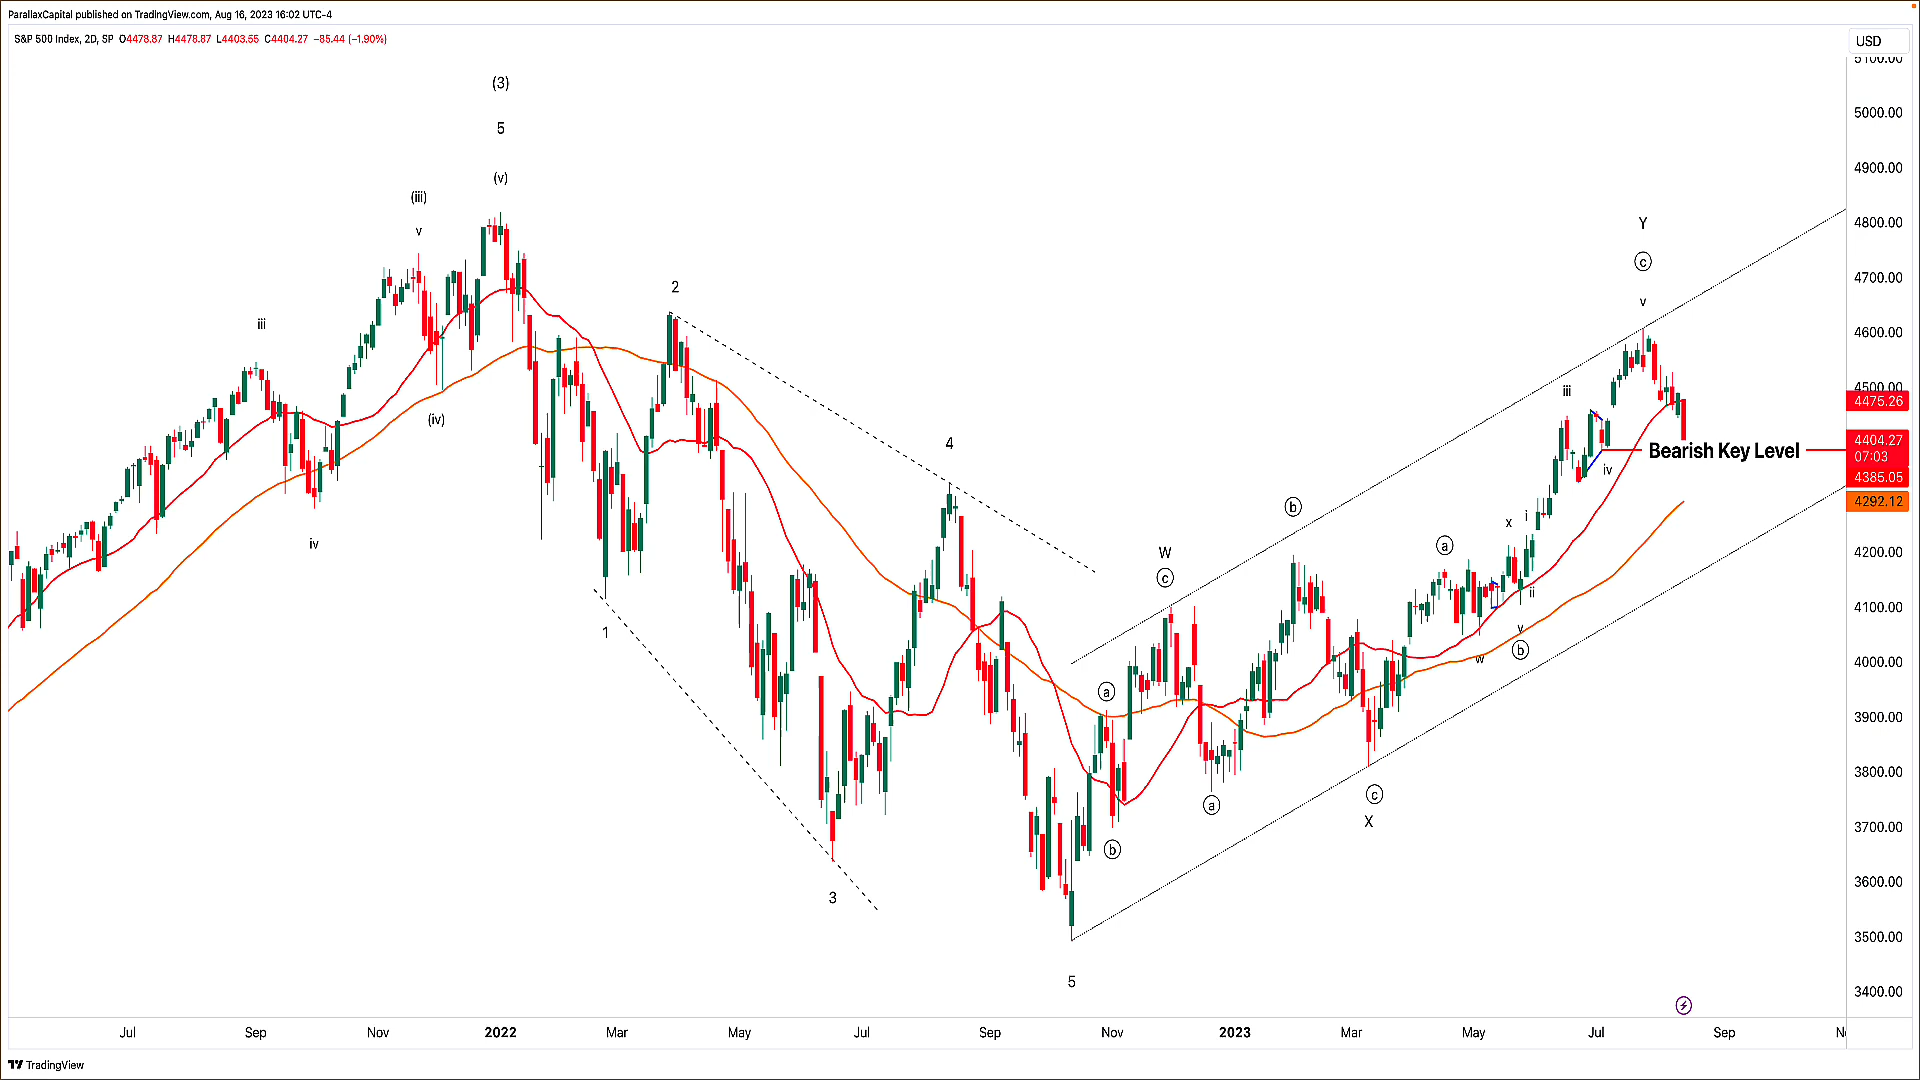 ParallaxCapital published on TradingView.com, Aug 16, 2023 16:02 UTC-4
S&P 500 Index, 2D, SP O4478.87 H4478.87 L4403.55 C4404.27 −85.44 (−1.90%)
USD
5100.00
(3)
5000.00
5
4900.00
(v)
(iii)
v
4800.00
Y
c
4700.00
2
v
iii
4600.00
4500.00
iii
4475.26
(iv)
4
4404.27
07:03
Bearish Key Level
iv
4385.05
4292.12
b
x i
iv
a
W
c
4200.00
ii
4100.00
1
v
b
w
4000.00
a
3900.00
3800.00
c
a
X
3700.00
b
3600.00
3
3500.00
5
3400.00
Jul Sep Nov 2022 Mar May Jul Sep Nov 2023 Mar May Jul Sep
TradingView